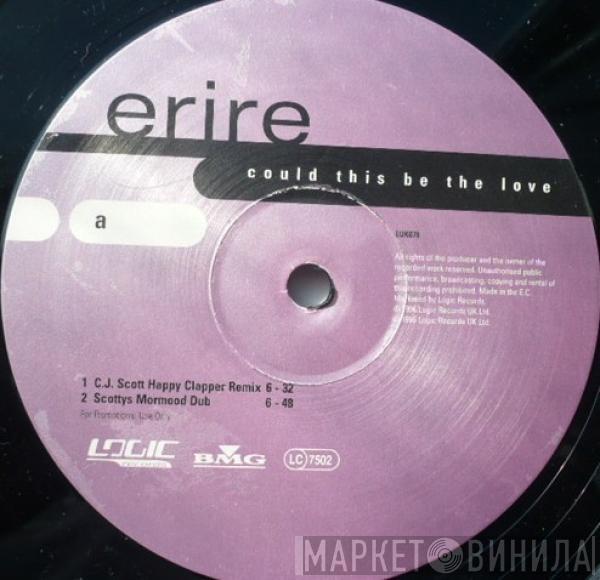 erire
could this be the love
a
All rights of the producer and the owner of the
recorded work reserved. Unauthorised public
performance, broadcasting, copying and rental of
this recording prohibited. Made in the E.C.
Marketed by Logic Records.
℗ 1996 Logic Records UK Ltd.
© 1996 Logic Records UK Ltd.
1 C.J. Scott Happy Clapper Remix 6 - 32
2 Scottys Mormood Dub 6 - 48
For Promotional Use Only
LOGIC
RECORDS
BMG
LC 7502
МАРКЕТ ВИНИЛА